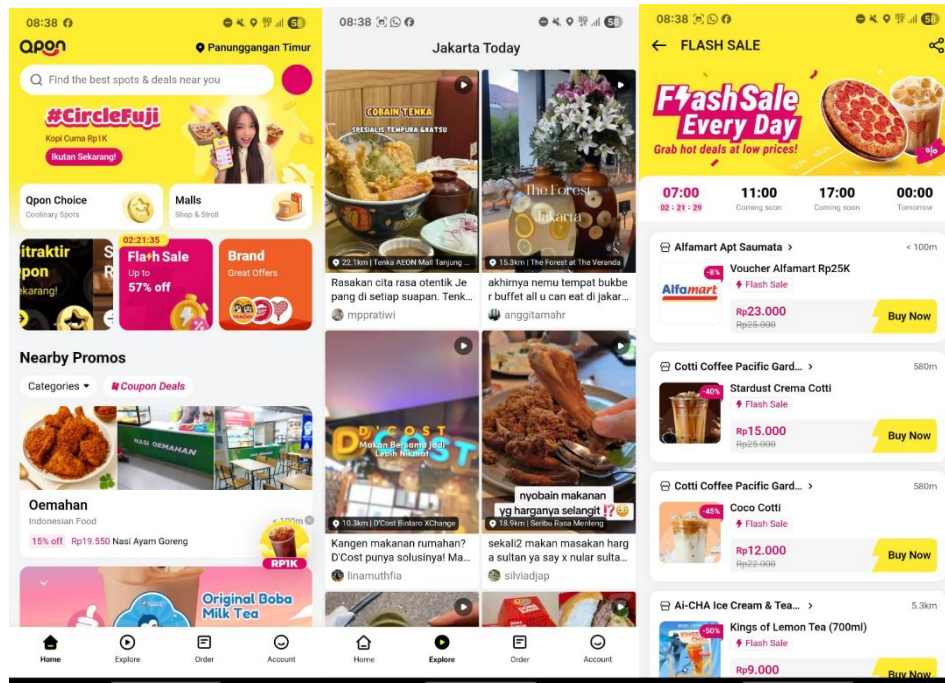 08:38
58
Qpon
Panunggangan Timur
Find the best spots & deals near you
#CircleFuji
Kopi Cuma Rp1K
Ikutan Sekarang!
Qpon Choice
Coolinary Spots
Malls
Shop & Stroll
itraktir
pon
ekarang!
S
R
02:21:35
Flash Sale
Up to
57% off
Brand
Great Offers
Nearby Promos
Categories
Coupon Deals
NASI OEMAHAN
Oemahan
Indonesian Food
< 100m
15% off Rp19.550 Nasi Ayam Goreng
RP1K
Original Boba
Milk Tea
Home
Explore
Order
Account
08:38
58
Jakarta Today
COBAIN TENKA
SPESIALIS TEMPURA & KATSU
22.1km | Tenka AEON Mall Tanjung ...
Rasakan cita rasa otentik Je
pang di setiap suapan. Tenk...
mppratiwi
The Forest
Jakarta
15.3km | The Forest at The Veranda
akhirnya nemu tempat bukbe
r buffet all u can eat di jakar...
anggitamahr
D'COST
D'COST
Makan Bersama Jadi
Lebih Nikmat
10.3km | D'Cost Bintaro XChange
Kangen makanan rumahan?
D'Cost punya solusinya! Ma...
linamuthfia
nyobain makanan
yg harganya selangit !?
18.9km | Seribu Rasa Menteng
sekali2 makan masakan harg
a sultan ya say x nular sulta...
silviadjap
Home
Explore
Order
Account
08:38
58
FLASH SALE
Flash Sale
Every Day
Grab hot deals at low prices!
%
07:00
02 : 21 : 29
11:00
Coming soon
17:00
Coming soon
00:00
Tomorrow
Alfamart Apt Saumata >
< 100m
-8%
Alfamart
Voucher Alfamart Rp25K
Flash Sale
Rp23.000
Rp25.000
Buy Now
Cotti Coffee Pacific Gard... >
580m
-40%
Stardust Crema Cotti
Flash Sale
Rp15.000
Rp25.000
Buy Now
Cotti Coffee Pacific Gard... >
580m
-45%
Coco Cotti
Flash Sale
Rp12.000
Rp22.000
Buy Now
Ai-CHA Ice Cream & Tea... >
5.3km
-50%
Kings of Lemon Tea (700ml)
Flash Sale
Rp9.000
Buy Now